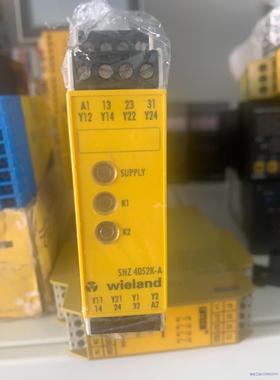 A1 13 23 31
Y12 Y14 Y22 Y24
SUPPLY
K1
K2
SNZ 4052K-A
wieland
Y11 Y21 Y1 Y2
14 24 32 A2